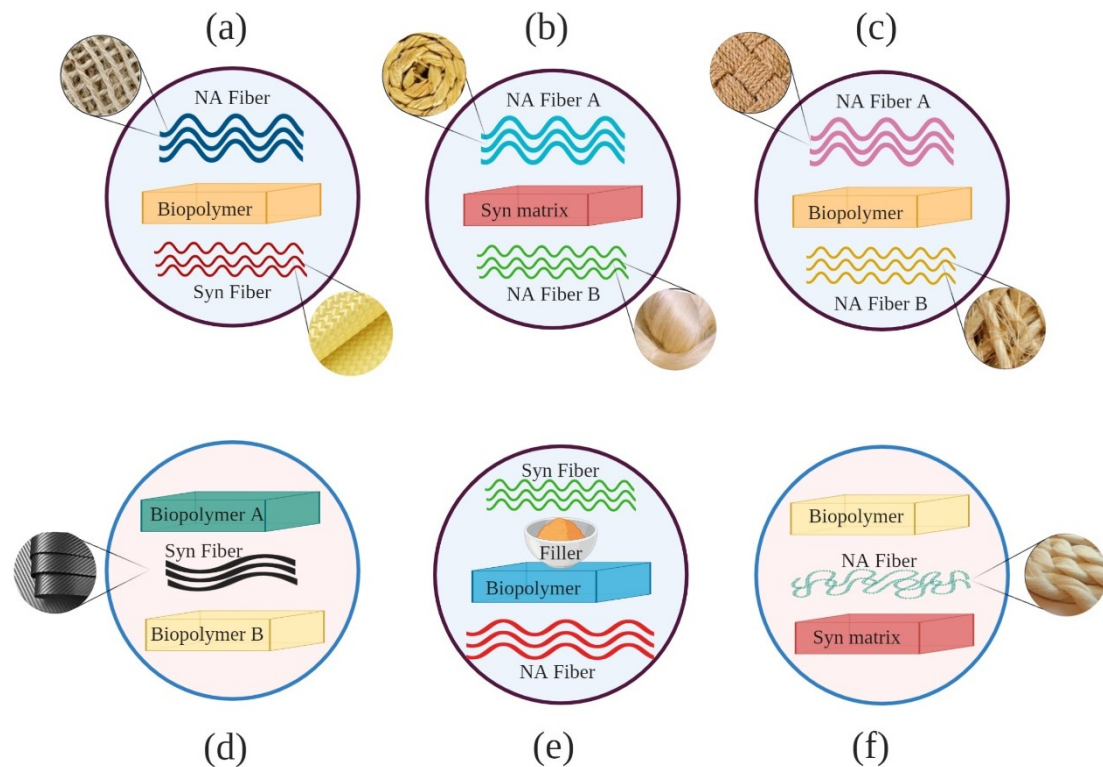 (a)
(b)
(c)
NA Fiber
Biopolymer
Syn Fiber
NA Fiber A
Syn matrix
NA Fiber B
NA Fiber A
Biopolymer
NA Fiber B
Biopolymer A
Syn Fiber
Biopolymer B
Syn Fiber
Filler
Biopolymer
NA Fiber
Biopolymer
NA Fiber
Syn matrix
(d)
(e)
(f)